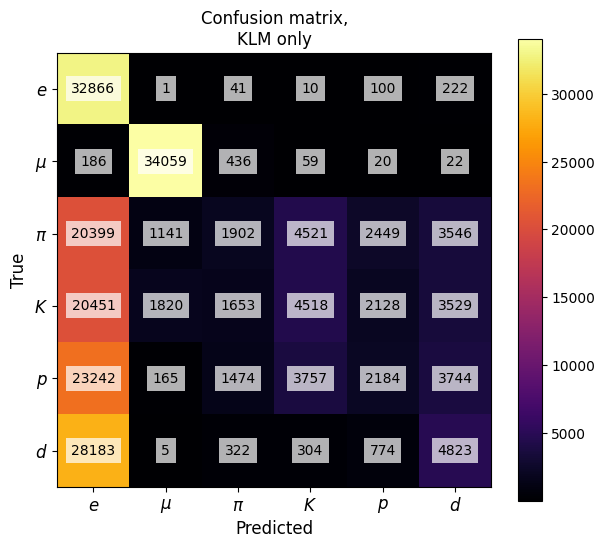 Confusion matrix,
KLM only
True
e 32866 1 41 10 100 222
μ 186 34059 436 59 20 22
π 20399 1141 1902 4521 2449 3546
K 20451 1820 1653 4518 2128 3529
p 23242 165 1474 3757 2184 3744
d 28183 5 322 304 774 4823
e μ π K p d
Predicted
30000
25000
20000
15000
10000
5000